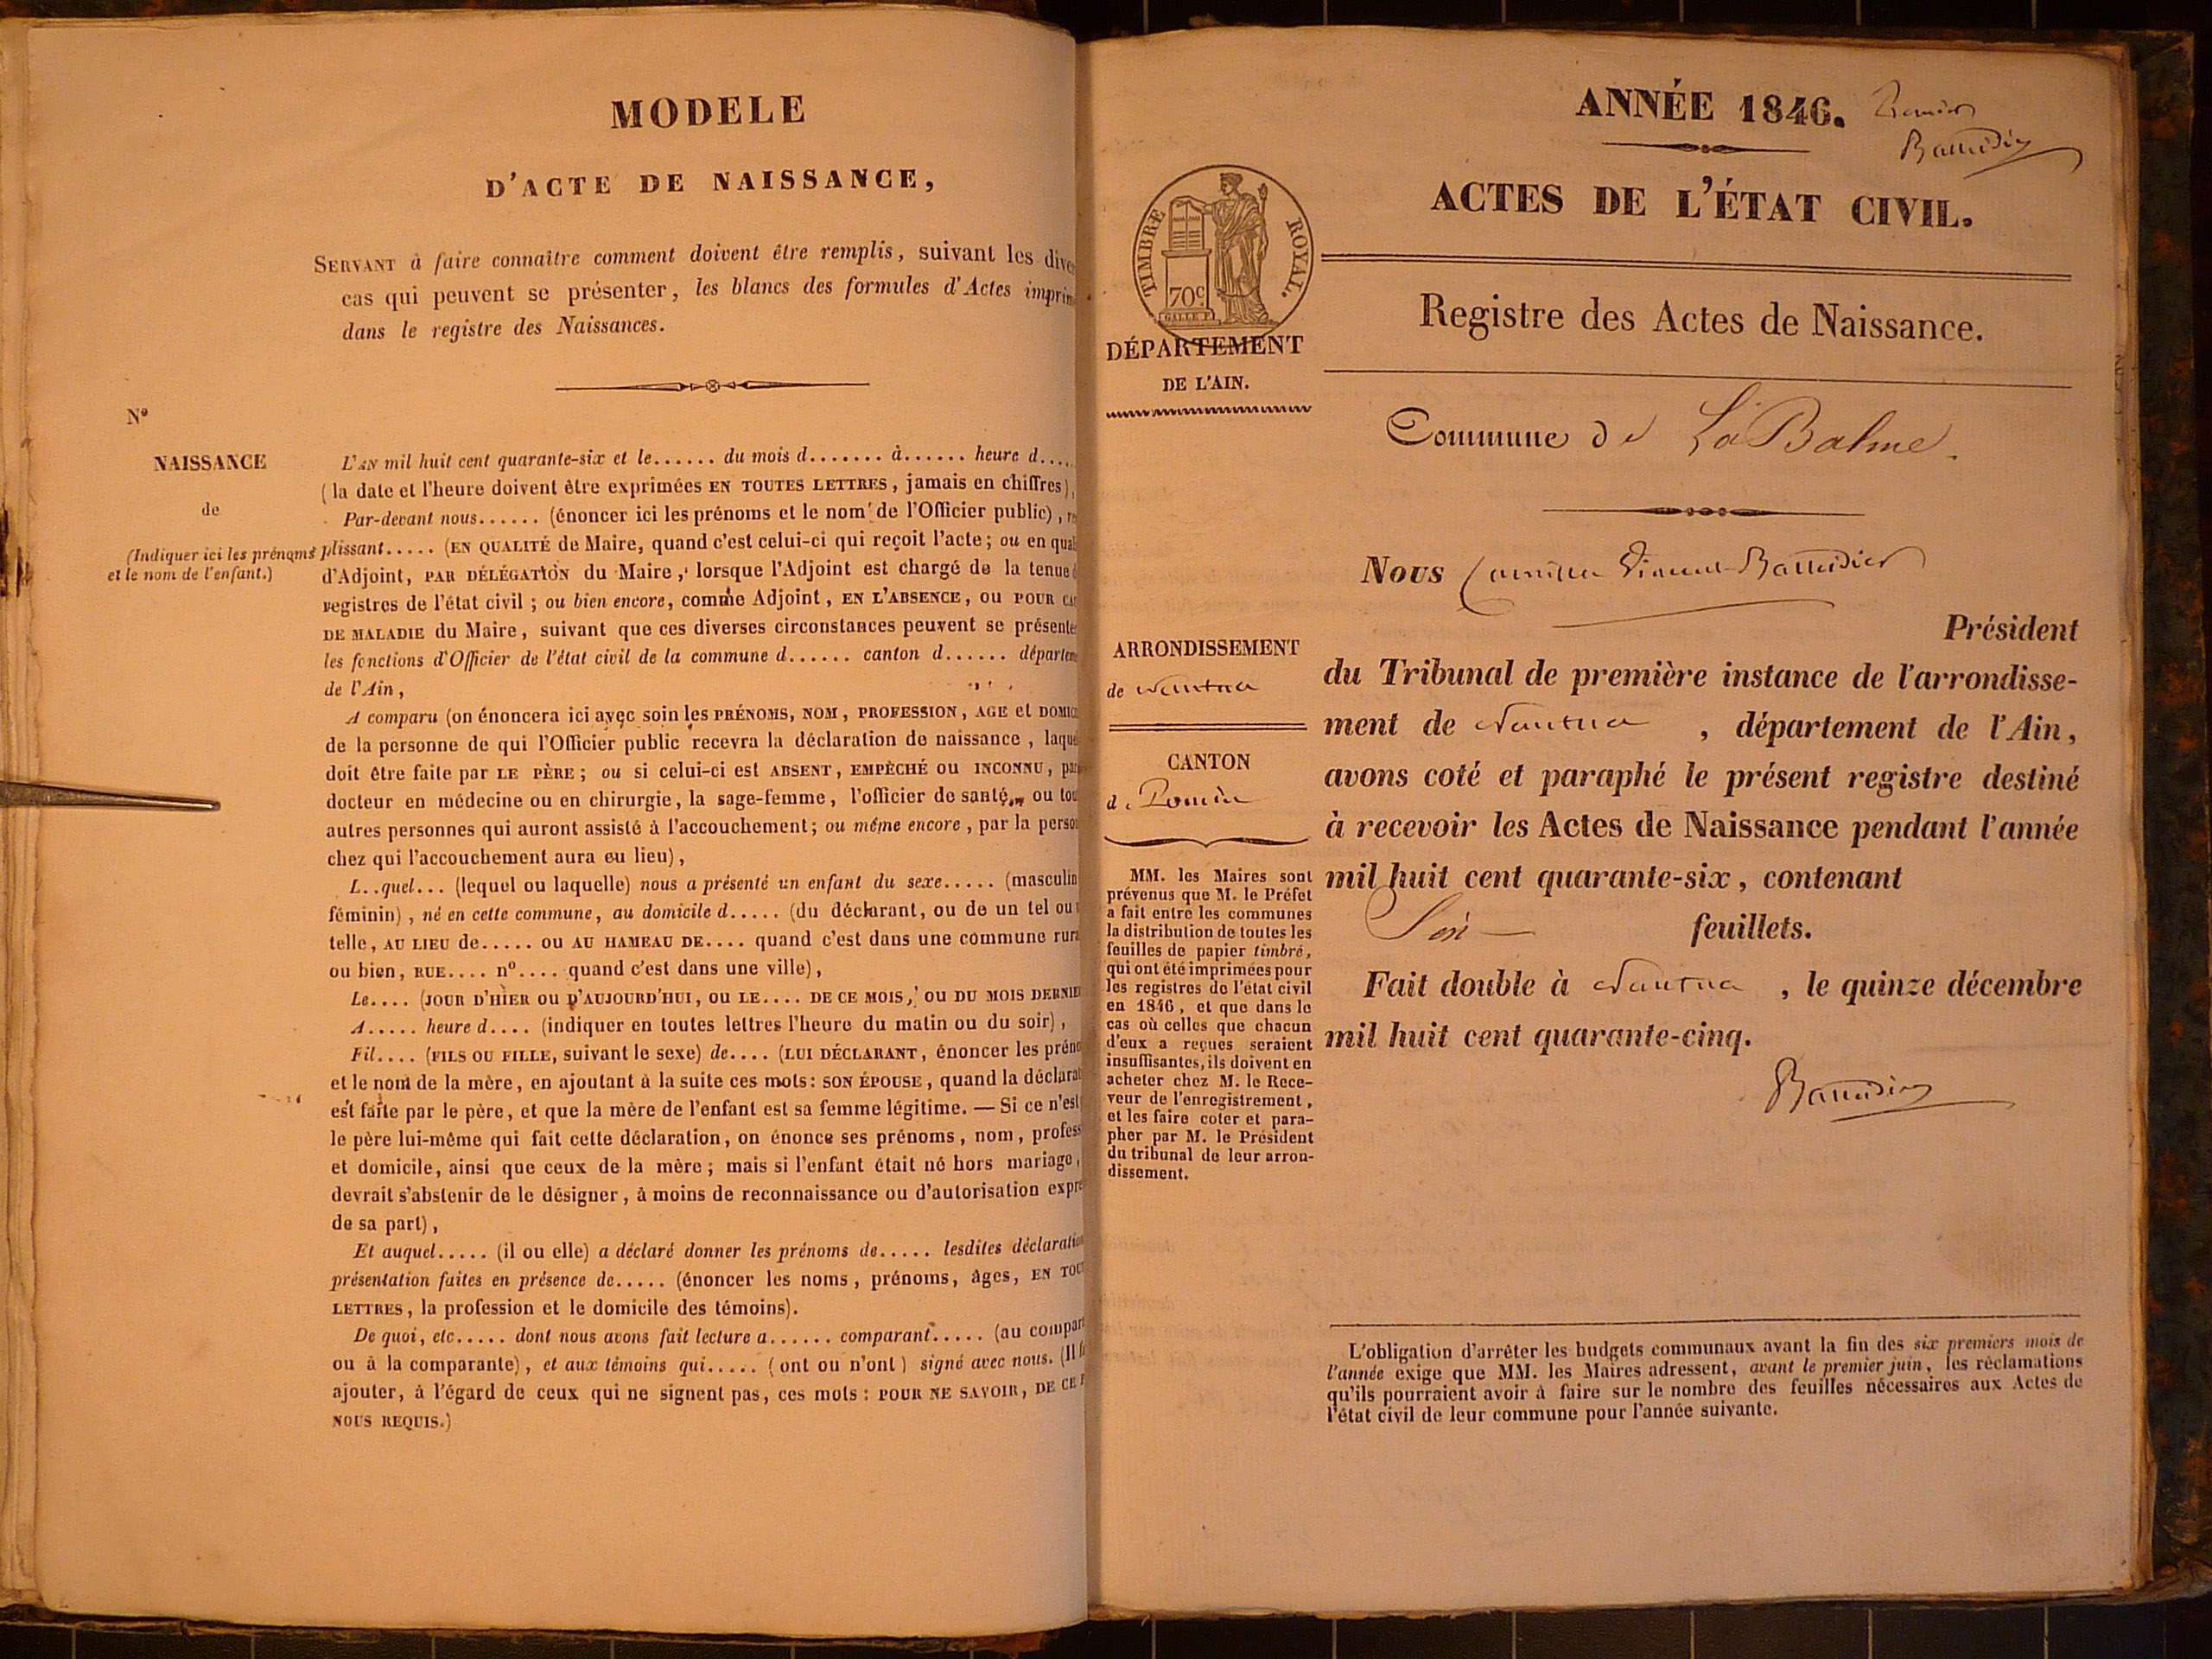 MODELE
D'ACTE DE NAISSANCE,
SERVANT à faire connaître comment doivent être remplis, suivant les dive
cas qui peuvent se présenter, les blancs des formules d'Actes imprim
dans le registre des Naissances.
Nº
NAISSANCE
de
(Indiquer ici les prénoms
et le nom de l'enfant.)
L'AN mil huit cent quarante-six et le...... du mois d....... à...... heure d....
(la date et l'heure doivent être exprimées EN TOUTES LETTRES, jamais en chiffres),
Par-devant nous...... (énoncer ici les prénoms et le nom de l'Officier public), re
plissant..... (EN QUALITÉ de Maire, quand c'est celui-ci qui reçoit l'acte; ou en qual
d'Adjoint, PAR DÉLÉGATION du Maire, lorsque l'Adjoint est chargé de la tenue d
registres de l'état civil; ou bien encore, comme Adjoint, EN L'ABSENCE, OU POUR CAU
DE MALADIE du Maire, suivant que ces diverses circonstances peuvent se présente
les fonctions d'Officier de l'état civil de la commune d...... canton d...... départeme
de l'Ain,
A comparu (on énoncera ici avec soin les PRÉNOMS, NOM, PROFESSION, AGE et DOMICI
de la personne de qui l'Officier public recevra la déclaration de naissance, laque
doit être faite par LE PÈRE; ou si celui-ci est ABSENT, EMPÊCHÉ OU INCONNU, par
docteur en médecine ou en chirurgie, la sage-femme, l'officier de santé, ou tou
autres personnes qui auront assisté à l'accouchement; ou même encore, par la person
chez qui l'accouchement aura eu lieu),
L..quel... (lequel ou laquelle) nous a présenté un enfant du sexe..... (masculin
féminin), né en cette commune, au domicile d..... (du déclarant, ou de un tel ou u
telle, AU LIEU de..... ou AU HAMEAU DE.... quand c'est dans une commune rura
ou bien, RUE.... nº.... quand c'est dans une ville),
Le.... (JOUR D'HIER OU D'AUJOURD'HUI, OU LE.... DE CE MOIS, OU DU MOIS DERNIE
A..... heure d.... (indiquer en toutes lettres l'heure du matin ou du soir),
Fil.... (FILS OU FILLE, suivant le sexe) de.... (LUI DÉCLARANT, énoncer les préno
et le nom de la mère, en ajoutant à la suite ces mots: SON ÉPOUSE, quand la déclarat
est faite par le père, et que la mère de l'enfant est sa femme légitime. — Si ce n'est
le père lui-même qui fait cette déclaration, on énonce ses prénoms, nom, profess
et domicile, ainsi que ceux de la mère; mais si l'enfant était né hors mariage,
devrait s'abstenir de le désigner, à moins de reconnaissance ou d'autorisation expre
de sa part),
Et auquel..... (il ou elle) a déclaré donner les prénoms de..... lesdites déclaration
présentation faites en présence de..... (énoncer les noms, prénoms, âges, EN TOUT
LETTRES, la profession et le domicile des témoins).
De quoi, etc..... dont nous avons fait lecture a...... comparant..... (au compar
ou à la comparante), et aux témoins qui..... (ont ou n'ont) signé avec nous. (Il f
ajouter, à l'égard de ceux qui ne signent pas, ces mots: POUR NE SAVOIR, DE CE
NOUS REQUIS.)
ANNÉE 1846.
Baudier
ACTES DE L'ÉTAT CIVIL.
TIMBRE ROYAL.
70c
DÉPARTEMENT
DE L'AIN.
Registre des Actes de Naissance.
Commune de La Balme.
Nous Camille Vincent Baudier
Président
du Tribunal de première instance de l'arrondisse-
ment de Nantua, département de l'Ain,
avons coté et paraphé le présent registre destiné
à recevoir les Actes de Naissance pendant l'année
mil huit cent quarante-six, contenant
Six feuillets.
Fait double à Nantua, le quinze décembre
mil huit cent quarante-cinq.
ARRONDISSEMENT
de Nantua
CANTON
de Poncin
MM. les Maires sont
prévenus que M. le Préfet
a fait entre les communes
la distribution de toutes les
feuilles de papier timbré,
qui ont été imprimées pour
les registres de l'état civil
en 1846, et que dans le
cas où celles que chacun
d'eux a reçues seraient
insuffisantes, ils doivent en
acheter chez M. le Rece-
veur de l'enregistrement,
et les faire coter et para-
pher par M. le Président
du tribunal de leur arron-
dissement.
L'obligation d'arrêter les budgets communaux avant la fin des six premiers mois de
l'année exige que MM. les Maires adressent, avant le premier juin, les réclamations
qu'ils pourraient avoir à faire sur le nombre des feuilles nécessaires aux Actes de
l'état civil de leur commune pour l'année suivante.